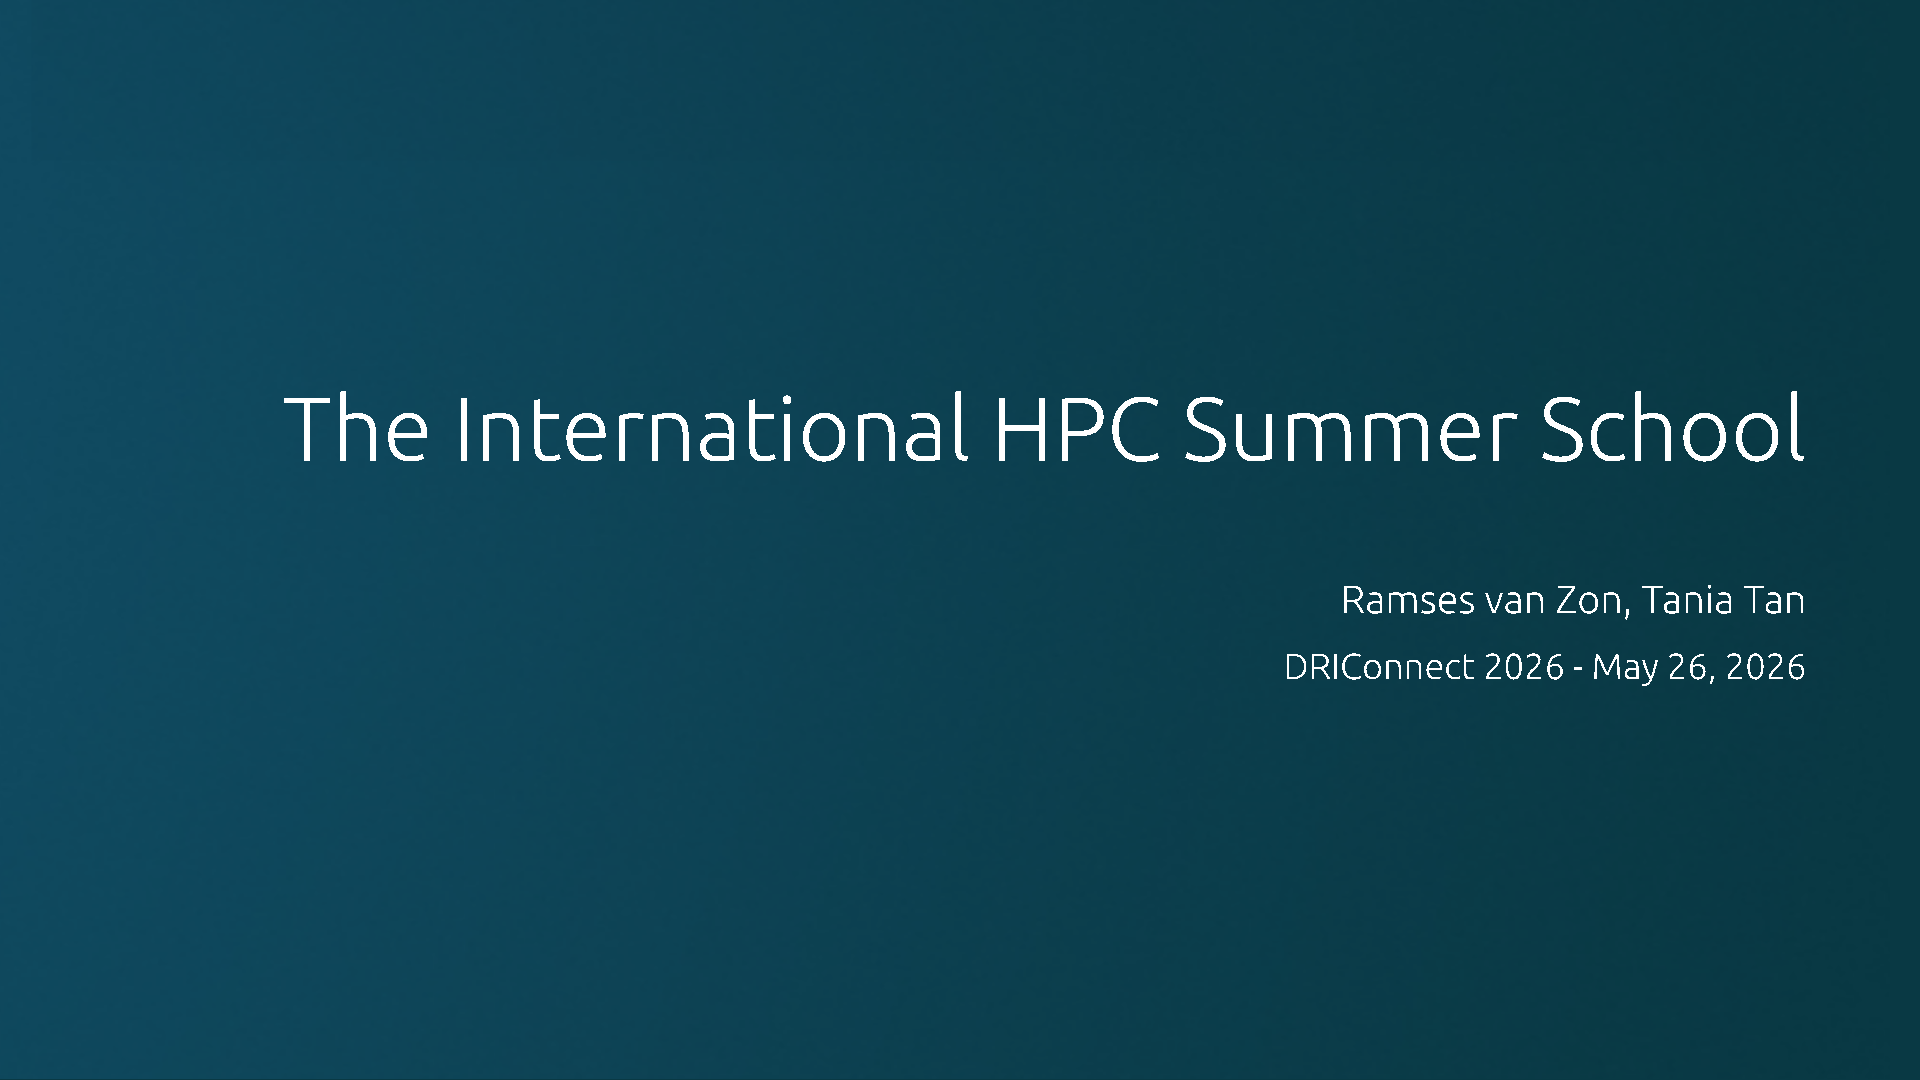 The International HPC Summer School
Ramses van Zon, Tania Tan
DRIConnect 2026 - May 26, 2026